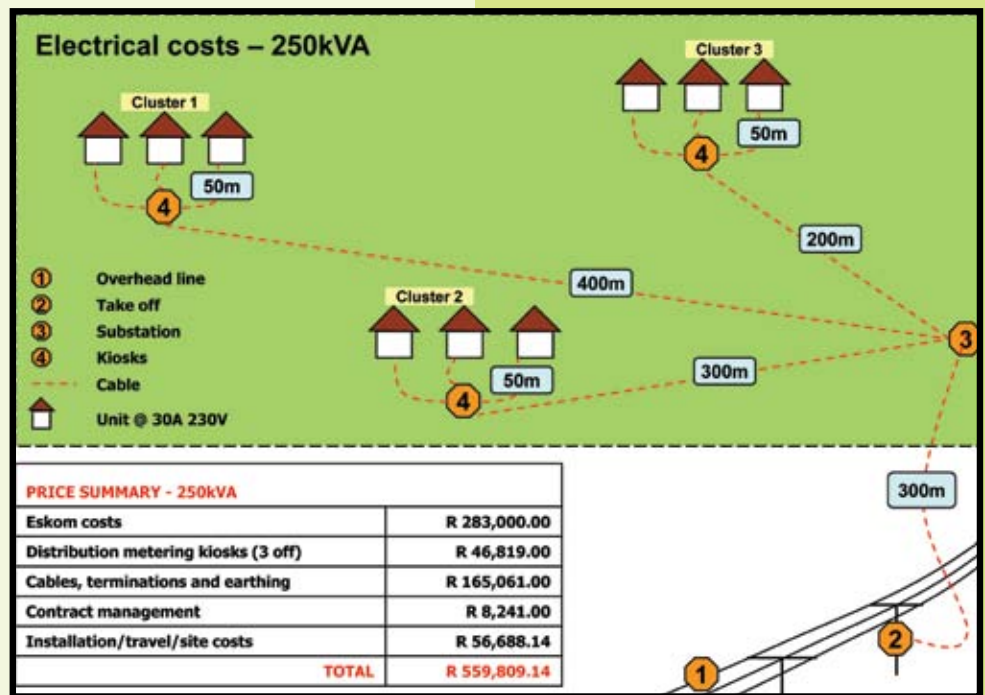 Electrical costs – 250kVA
Cluster 1
50m
4
Cluster 3
50m
4
200m
400m
Cluster 2
50m
4
300m
3
1 Overhead line
2 Take off
3 Substation
4 Kiosks
Cable
Unit @ 30A 230V
300m
2
1
PRICE SUMMARY - 250kVA
Eskom costs R 283,000.00
Distribution metering kiosks (3 off) R 46,819.00
Cables, terminations and earthing R 165,061.00
Contract management R 8,241.00
Installation/travel/site costs R 56,688.14
TOTAL R 559,809.14